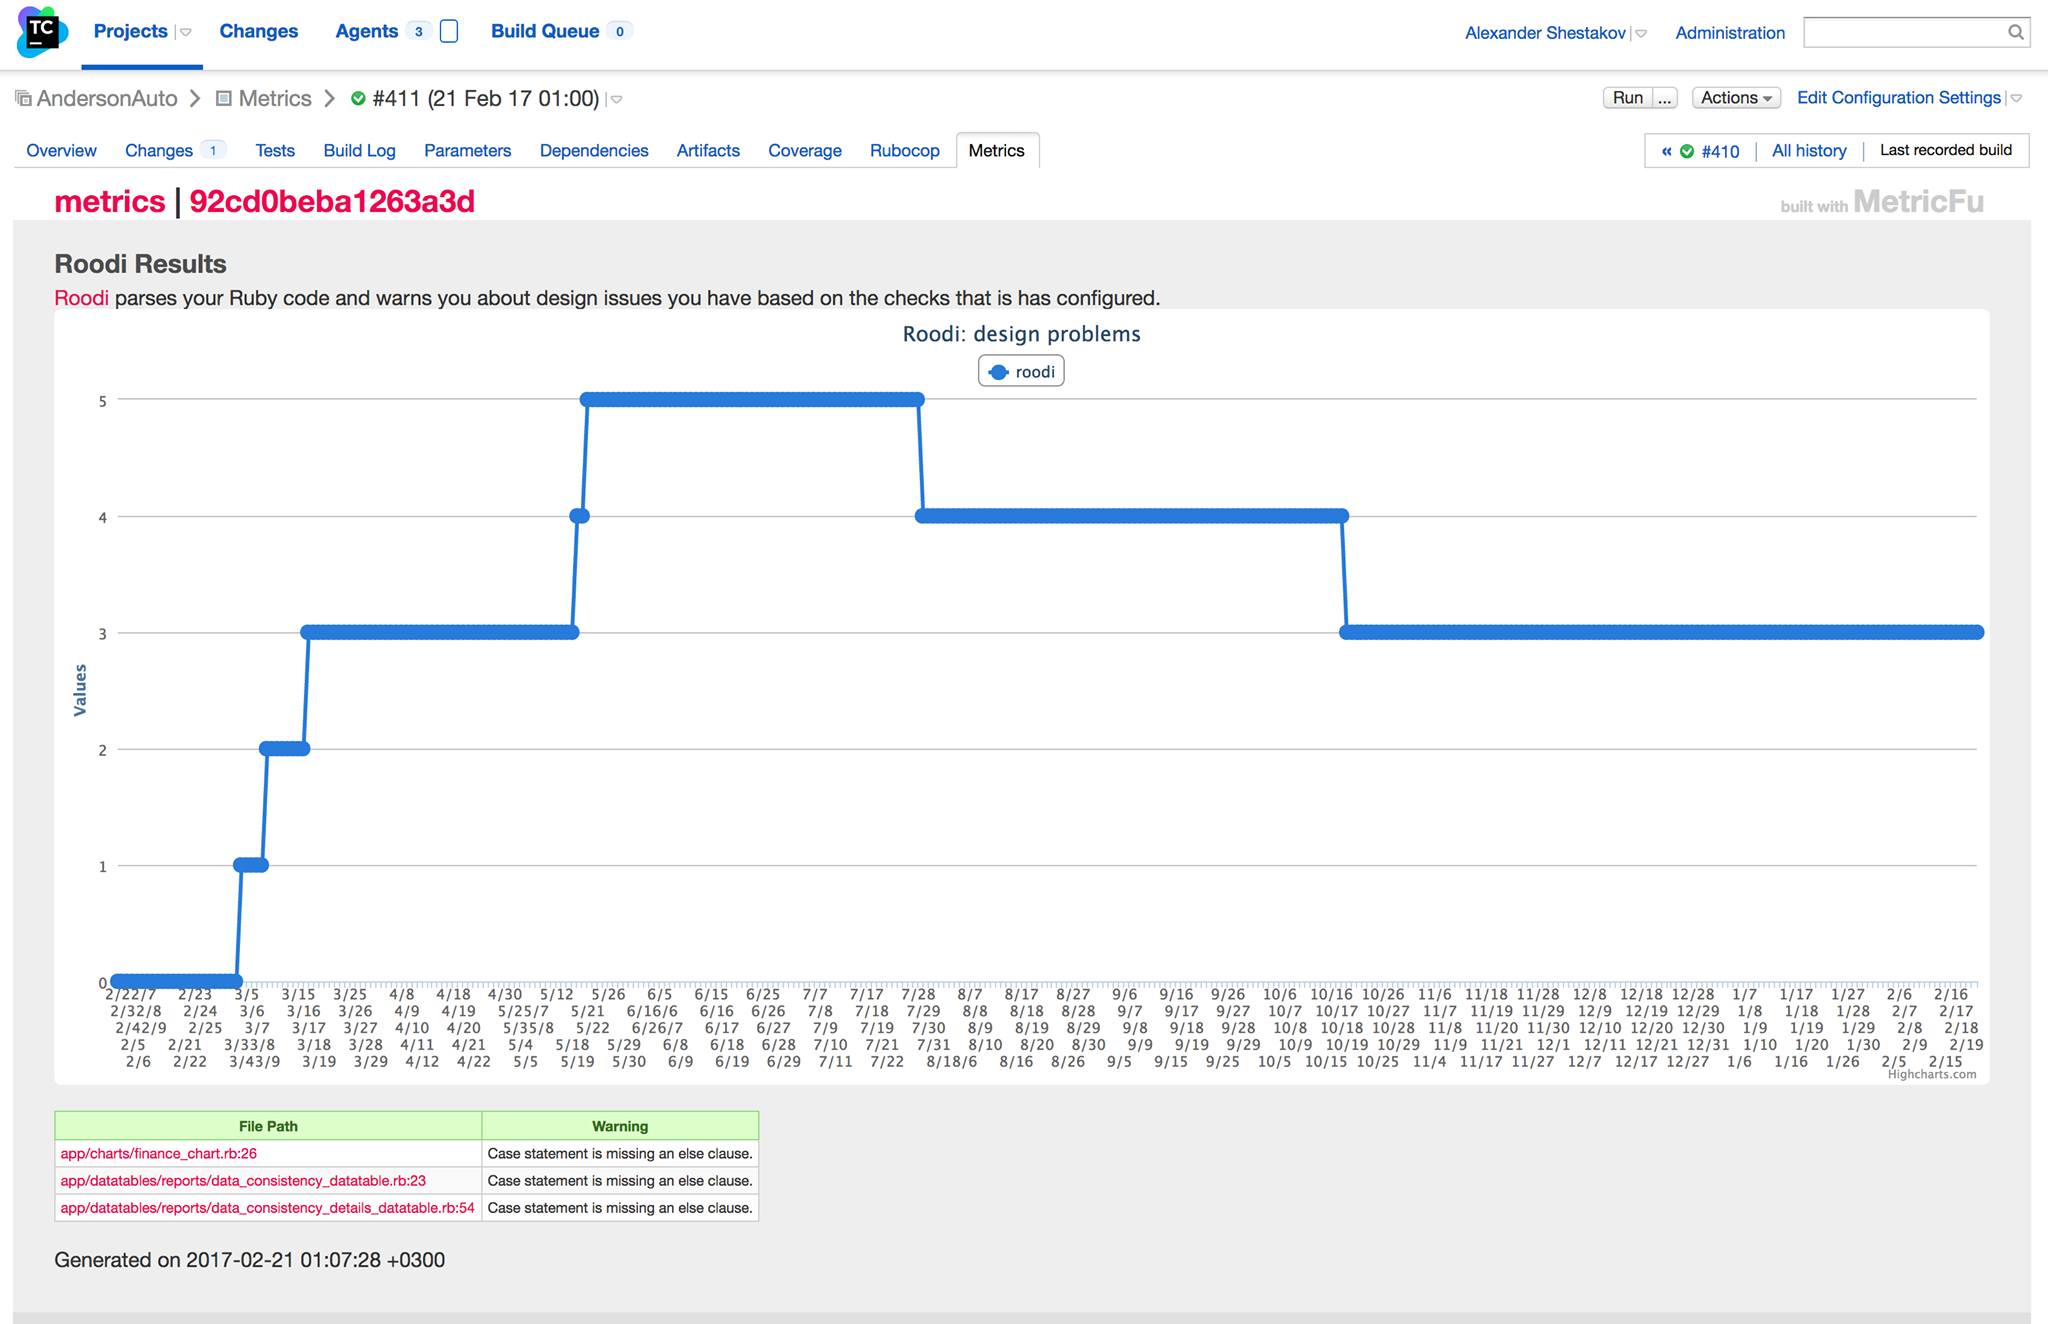 TC Projects Changes Agents 3 Build Queue 0 Alexander Shestakov Administration
AndersonAuto Metrics #411 (21 Feb 17 01:00) Run ... Actions Edit Configuration Settings
Overview Changes 1 Tests Build Log Parameters Dependencies Artifacts Coverage Rubocop Metrics « #410 All history Last recorded build
metrics | 92cd0beba1263a3d built with MetricFu
Roodi Results
Roodi parses your Ruby code and warns you about design issues you have based on the checks that is has configured.
Roodi: design problems
roodi
5
4
3
Values
2
1
0
2/22/7 2/23 3/5 3/15 3/25 4/8 4/18 4/30 5/12 5/26 6/5 6/15 6/25 7/7 7/17 7/28 8/7 8/17 8/27 9/6 9/16 9/26 10/6 10/16 10/26 11/6 11/18 11/28 12/8 12/18 12/28 1/7 1/17 1/27 2/6 2/16
2/32/8 2/24 3/6 3/16 3/26 4/9 4/19 5/25/7 5/21 6/16/6 6/16 6/26 7/8 7/18 7/29 8/8 8/18 8/28 9/7 9/17 9/27 10/7 10/17 10/27 11/7 11/19 11/29 12/9 12/19 12/29 1/8 1/18 1/28 2/7 2/17
2/42/9 2/25 3/7 3/17 3/27 4/10 4/20 5/35/8 5/22 6/26/7 6/17 6/27 7/9 7/19 7/30 8/9 8/19 8/29 9/8 9/18 9/28 10/8 10/18 10/28 11/8 11/20 11/30 12/10 12/20 12/30 1/9 1/19 1/29 2/8 2/18
2/5 2/21 3/33/8 3/18 3/28 4/11 4/21 5/4 5/18 5/29 6/8 6/18 6/28 7/10 7/21 7/31 8/10 8/20 8/30 9/9 9/19 9/29 10/9 10/19 10/29 11/9 11/21 12/1 12/11 12/21 12/31 1/10 1/20 1/30 2/9 2/19
2/6 2/22 3/43/9 3/19 3/29 4/12 4/22 5/5 5/19 5/30 6/9 6/19 6/29 7/11 7/22 8/18/6 8/16 8/26 9/5 9/15 9/25 10/5 10/15 10/25 11/4 11/17 11/27 12/7 12/17 12/27 1/6 1/16 1/26 2/5 2/15
Highcharts.com
File Path Warning
app/charts/finance_chart.rb:26 Case statement is missing an else clause.
app/datatables/reports/data_consistency_datatable.rb:23 Case statement is missing an else clause.
app/datatables/reports/data_consistency_details_datatable.rb:54 Case statement is missing an else clause.
Generated on 2017-02-21 01:07:28 +0300